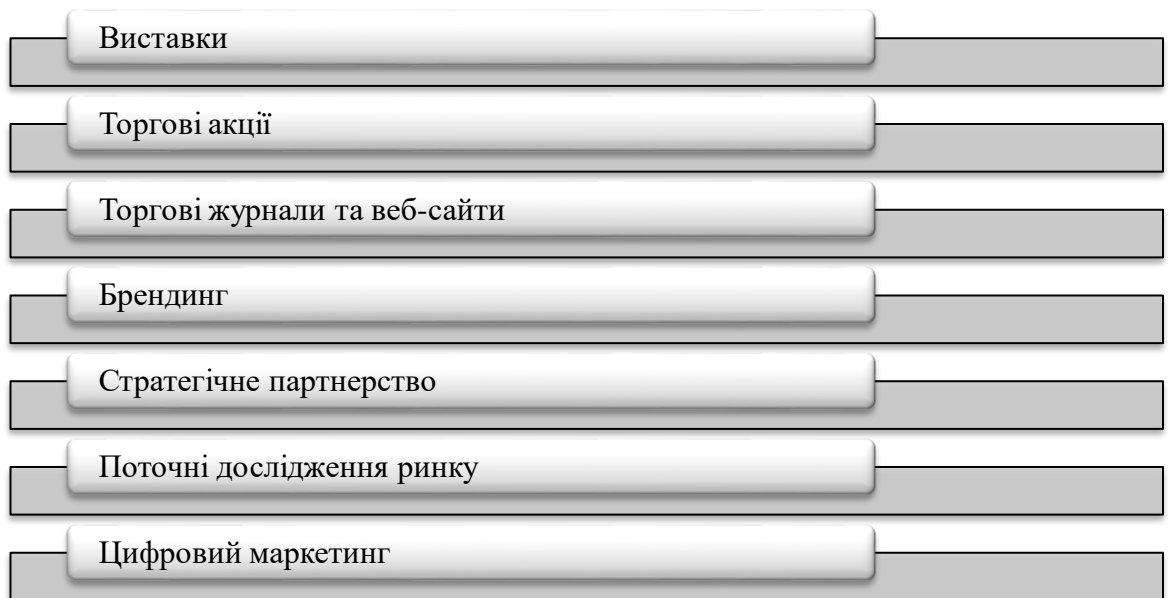 Виставки
Торгові акції
Торгові журнали та веб-сайти
Брендинг
Стратегічне партнерство
Поточні дослідження ринку
Цифровий маркетинг